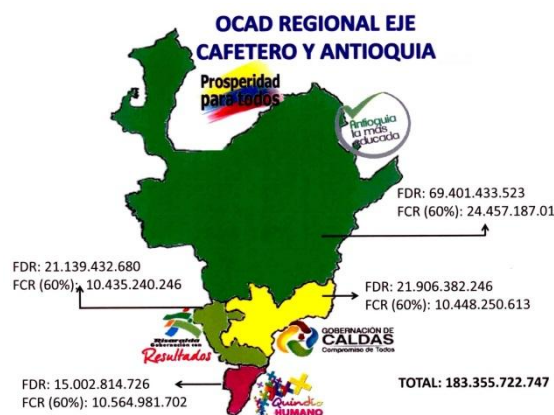 OCAD REGIONAL EJE
CAFETERO Y ANTIOQUIA
Prosperidad
para todos
Antioquia
la más
educada
FDR: 69.401.433.523
FCR (60%): 24.457.187.01
FDR: 21.139.432.680
FCR (60%): 10.435.240.246
FDR: 21.906.382.246
FCR (60%): 10.448.250.613
Risaralda
Gobernación con
Resultados
GOBERNACIÓN DE
CALDAS
Compromiso de Todos
FDR: 15.002.814.726
FCR (60%): 10.564.981.702
Quindío
HUMANO
TOTAL: 183.355.722.747